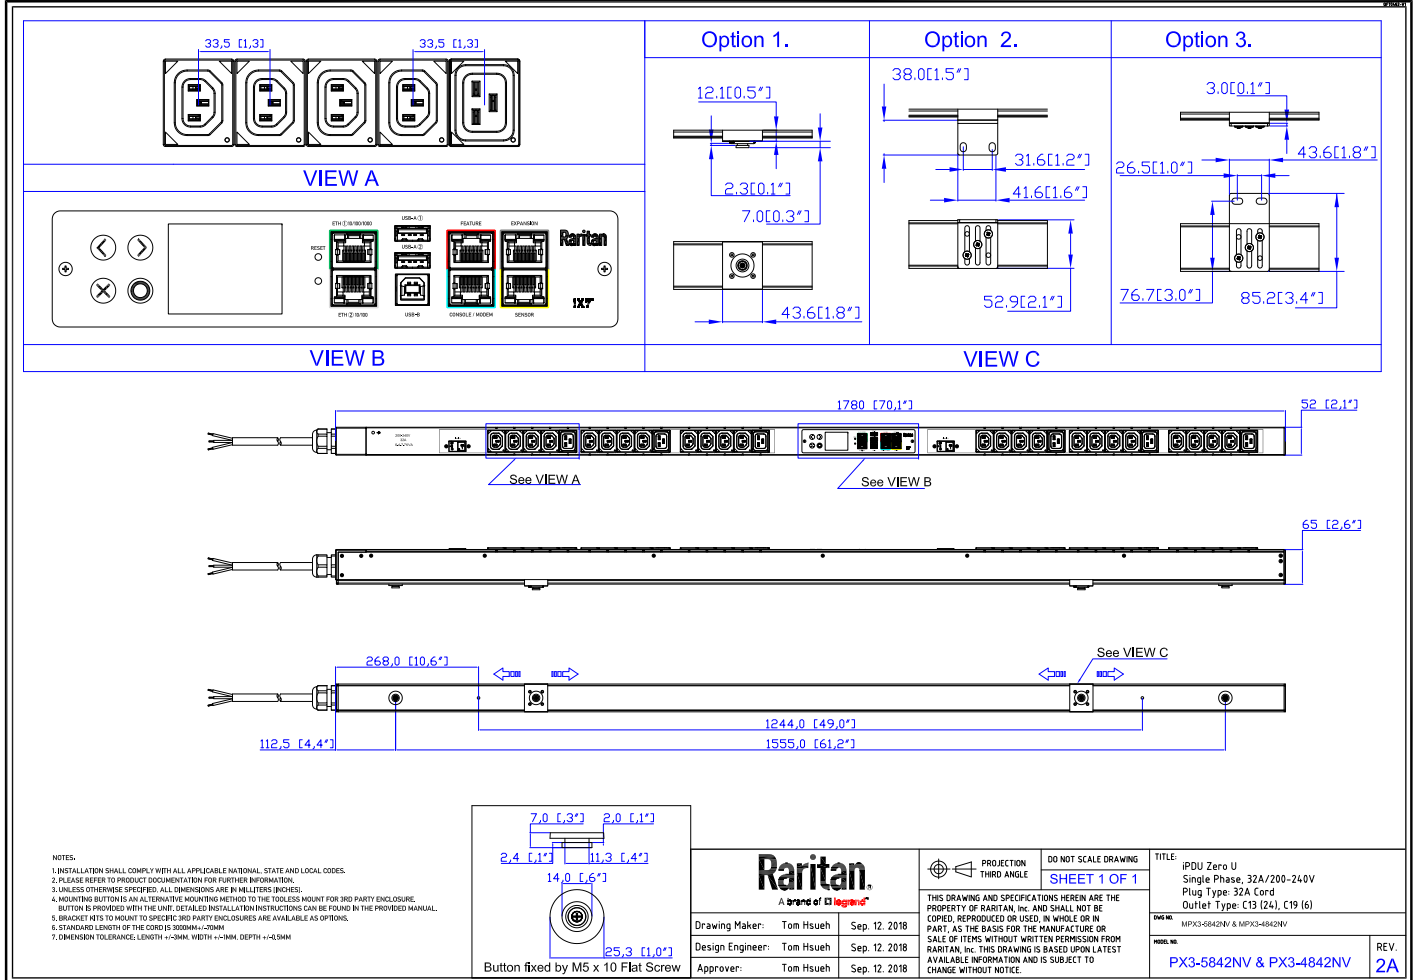 33,5 [1,3]
33,5 [1,3]
VIEW A
ETH ① 10/100/1000
USB-A ①
FEATURE
EXPANSION
RESET
USB-A ②
Raritan
ETH ② 10/100
USB-B
CONSOLE / MODEM
SENSOR
VIEW B
Option 1.
12.1[0.5"]
2.3[0.1"]
7.0[0.3"]
43.6[1.8"]
Option 2.
38.0[1.5"]
31.6[1.2"]
41.6[1.6"]
52.9[2.1"]
Option 3.
3.0[0.1"]
43.6[1.8"]
26.5[1.0"]
76.7[3.0"]
85.2[3.4"]
VIEW C
1780 [70,1"]
52 [2,1"]
See VIEW A
See VIEW B
65 [2,6"]
268,0 [10,6"]
See VIEW C
1244,0 [49,0"]
112,5 [4,4"]
1555,0 [61,2"]
7,0 [,3"]
2,0 [,1"]
2,4 [,1"]
11,3 [,4"]
14,0 [,6"]
25,3 [1,0"]
Button fixed by M5 x 10 Flat Screw
NOTES:
1. INSTALLATION SHALL COMPLY WITH ALL APPLICABLE NATIONAL, STATE AND LOCAL CODES.
2. PLEASE REFER TO PRODUCT DOCUMENTATION FOR FURTHER INFORMATION.
3. UNLESS OTHERWISE SPECIFIED, ALL DIMENSIONS ARE IN MILLITERS [INCHES].
4. MOUNTING BUTTON IS AN ALTERNATIVE MOUNTING METHOD TO THE TOOLESS MOUNT FOR 3RD PARTY ENCLOSURE.
BUTTON IS PROVIDED WITH THE UNIT. DETAILED INSTALLATION INSTRUCTIONS CAN BE FOUND IN THE PROVIDED MANUAL.
5. BRACKET KITS TO MOUNT TO SPECIFIC 3RD PARTY ENCLOSURES ARE AVAILABLE AS OPTIONS.
6. STANDARD LENGTH OF THE CORD IS 3000MM+/-70MM
7. DIMENSION TOLERANCE: LENGTH +/-3MM, WIDTH +/-1MM, DEPTH +/-0.5MM
Raritan.
A brand of legrand
Drawing Maker: Tom Hsueh Sep. 12. 2018
Design Engineer: Tom Hsueh Sep. 12. 2018
Approver: Tom Hsueh Sep. 12. 2018
PROJECTION
THIRD ANGLE
DO NOT SCALE DRAWING
SHEET 1 OF 1
THIS DRAWING AND SPECIFICATIONS HEREIN ARE THE
PROPERTY OF RARITAN, Inc. AND SHALL NOT BE
COPIED, REPRODUCED OR USED, IN WHOLE OR IN
PART, AS THE BASIS FOR THE MANUFACTURE OR
SALE OF ITEMS WITHOUT WRITTEN PERMISSION FROM
RARITAN, Inc. THIS DRAWING IS BASED UPON LATEST
AVAILABLE INFORMATION AND IS SUBJECT TO
CHANGE WITHOUT NOTICE.
TITLE:
iPDU Zero U
Single Phase, 32A/200-240V
Plug Type: 32A Cord
Outlet Type: C13 (24), C19 (6)
DWG NO.
MPX3-5842NV & MPX3-4842NV
MODEL NO.
PX3-5842NV & PX3-4842NV
REV.
2A